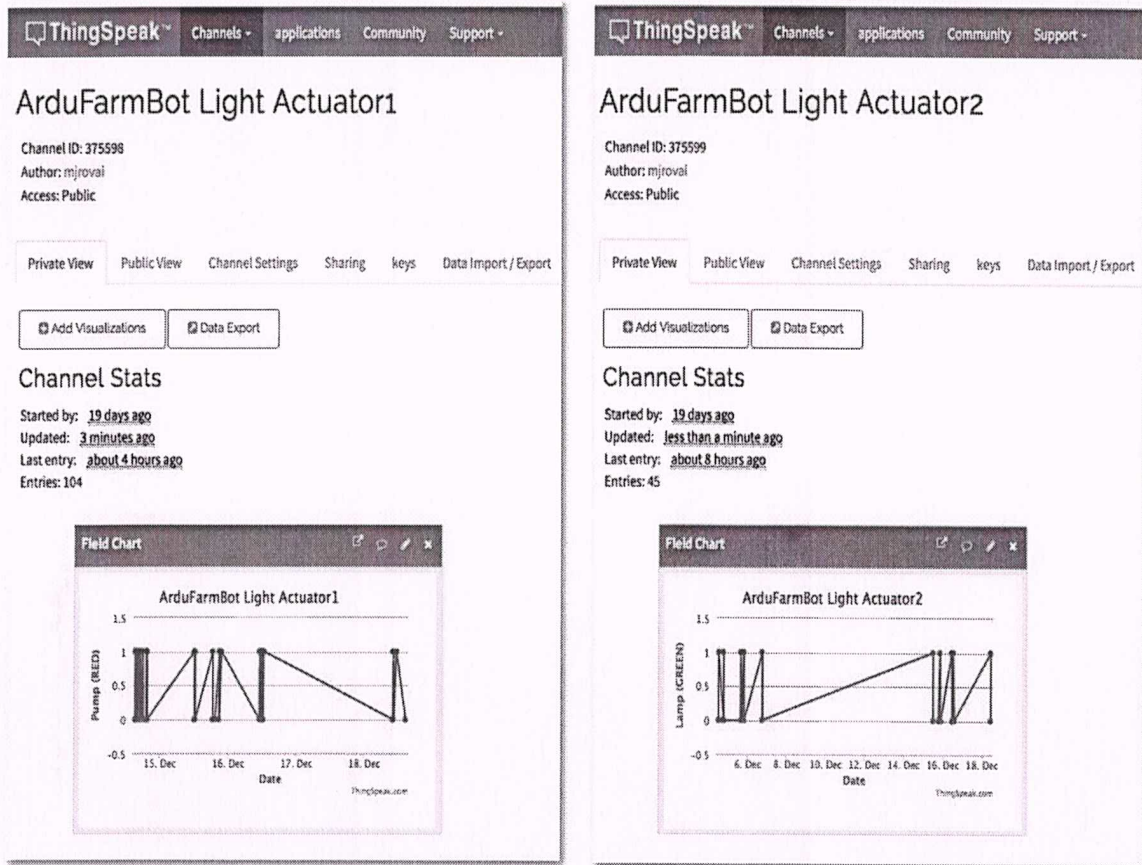 ThingSpeak™ Channels applications Community Support
ArduFarmBot Light Actuator1
Channel ID: 375598
Author: mjrovai
Access: Public
Private View Public View Channel Settings Sharing keys Data Import / Export
Add Visualizations Data Export
Channel Stats
Started by: 19 days ago
Updated: 3 minutes ago
Last entry: about 4 hours ago
Entries: 104
Field Chart
ArduFarmBot Light Actuator1
Pump (RED)
1.5
1
0.5
0
-0.5
15. Dec 16. Dec 17. Dec 18. Dec
Date
ThingSpeak.com
ThingSpeak™ Channels applications Community Support
ArduFarmBot Light Actuator2
Channel ID: 375599
Author: mjrovai
Access: Public
Private View Public View Channel Settings Sharing keys Data Import / Export
Add Visualizations Data Export
Channel Stats
Started by: 19 days ago
Updated: less than a minute ago
Last entry: about 8 hours ago
Entries: 45
Field Chart
ArduFarmBot Light Actuator2
Lamp (GREEN)
1.5
1
0.5
0
-0.5
6. Dec 8. Dec 10. Dec 12. Dec 14. Dec 16. Dec 18. Dec
Date
ThingSpeak.com